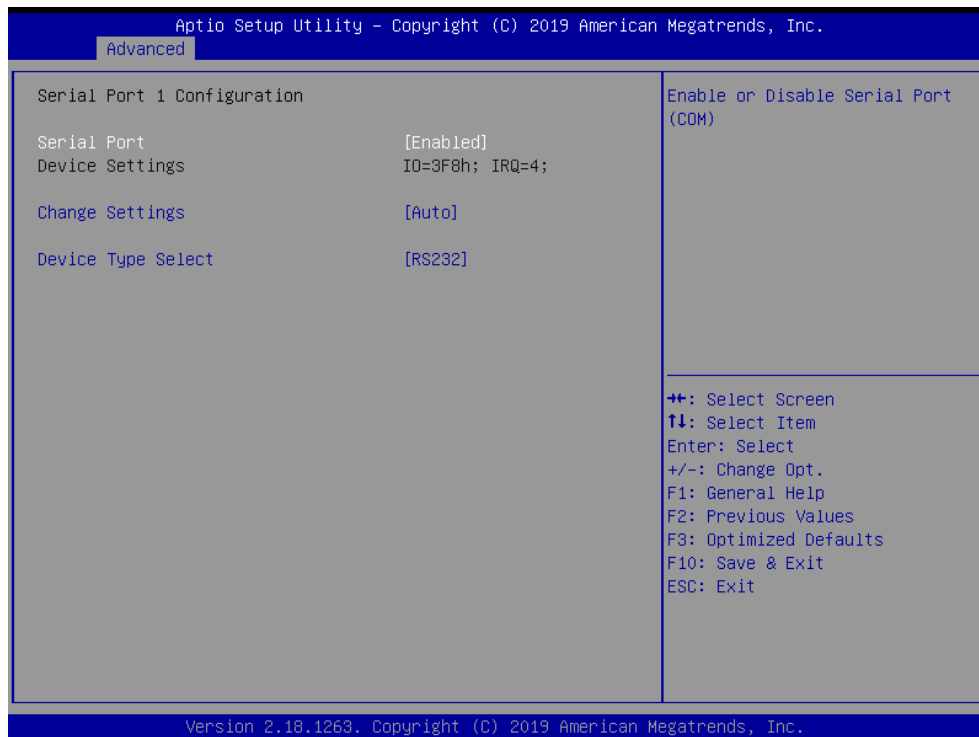 Aptio Setup Utility – Copyright (C) 2019 American Megatrends, Inc.
Advanced
Serial Port 1 Configuration
Serial Port [Enabled]
Device Settings IO=3F8h; IRQ=4;
Change Settings [Auto]
Device Type Select [RS232]
Enable or Disable Serial Port
(COM)
→←: Select Screen
↑↓: Select Item
Enter: Select
+/-: Change Opt.
F1: General Help
F2: Previous Values
F3: Optimized Defaults
F10: Save & Exit
ESC: Exit
Version 2.18.1263. Copyright (C) 2019 American Megatrends, Inc.